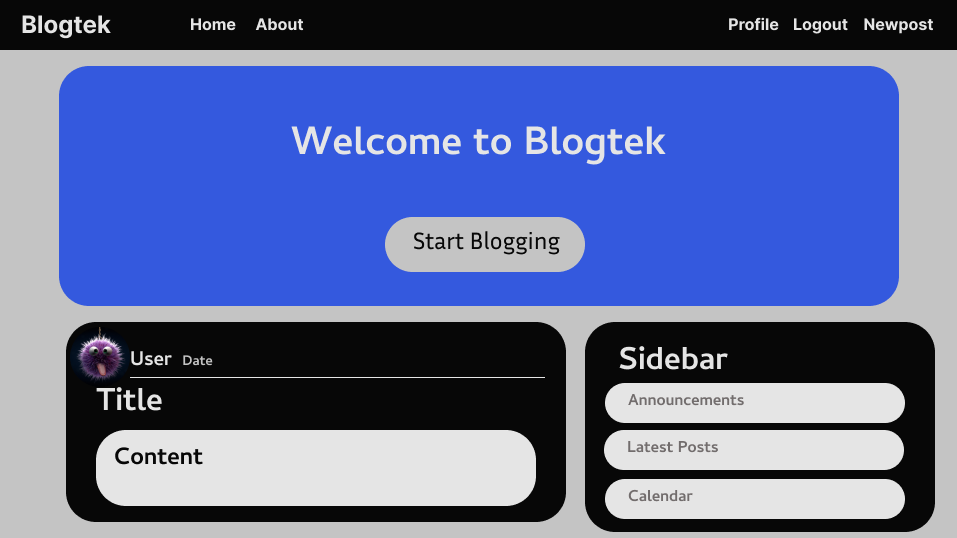 Blogtek Home About Profile Logout Newpost
Welcome to Blogtek
Start Blogging
User Date
Title
Content
Sidebar
Announcements
Latest Posts
Calendar